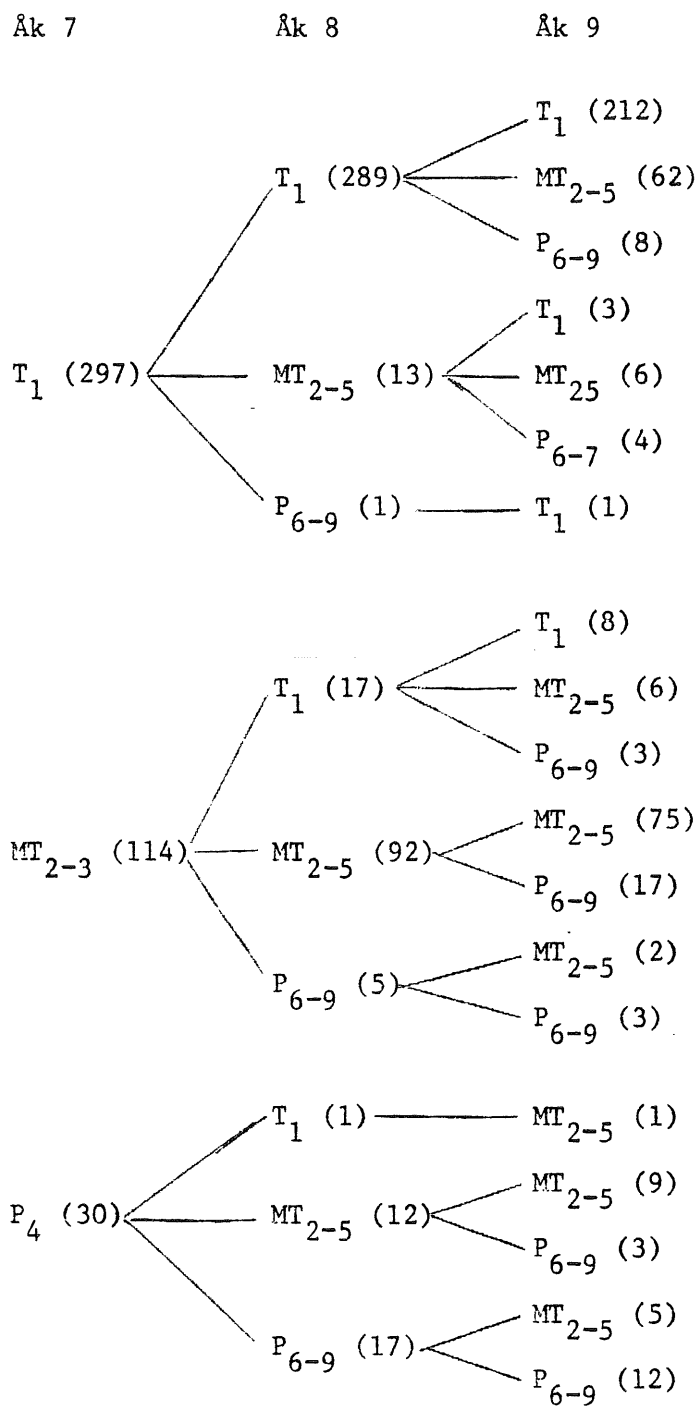 Åk 7 Åk 8 Åk 9
T₁ (212)
T₁ (289) MT₂₋₅ (62)
P₆₋₉ (8)
T₁ (3)
T₁ (297) MT₂₋₅ (13) MT₂₅ (6)
P₆₋₇ (4)
P₆₋₉ (1) T₁ (1)
T₁ (8)
T₁ (17) MT₂₋₅ (6)
P₆₋₉ (3)
MT₂₋₅ (75)
MT₂₋₃ (114) MT₂₋₅ (92)
P₆₋₉ (17)
MT₂₋₅ (2)
P₆₋₉ (5)
P₆₋₉ (3)
T₁ (1) MT₂₋₅ (1)
MT₂₋₅ (9)
P₄ (30) MT₂₋₅ (12)
P₆₋₉ (3)
MT₂₋₅ (5)
P₆₋₉ (17)
P₆₋₉ (12)